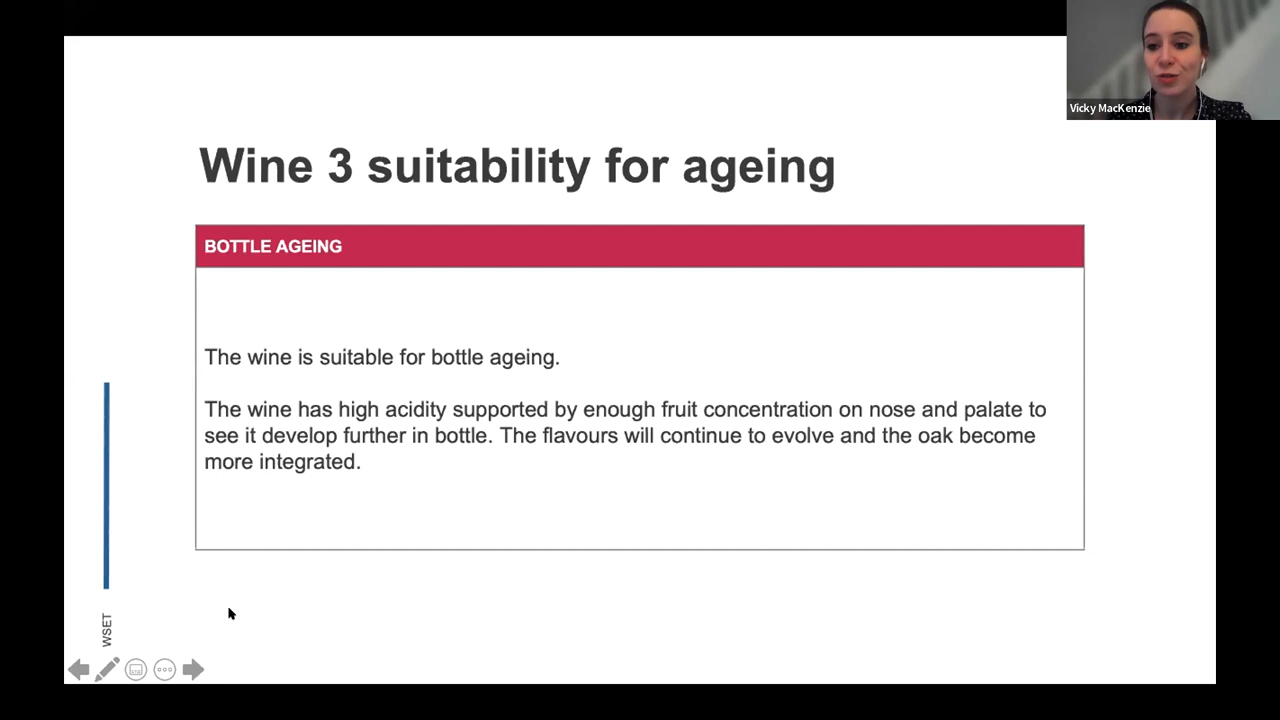 Vicky MacKenzie
Wine 3 suitability for ageing
BOTTLE AGEING
The wine is suitable for bottle ageing.
The wine has high acidity supported by enough fruit concentration on nose and palate to
see it develop further in bottle. The flavours will continue to evolve and the oak become
more integrated.
WSET